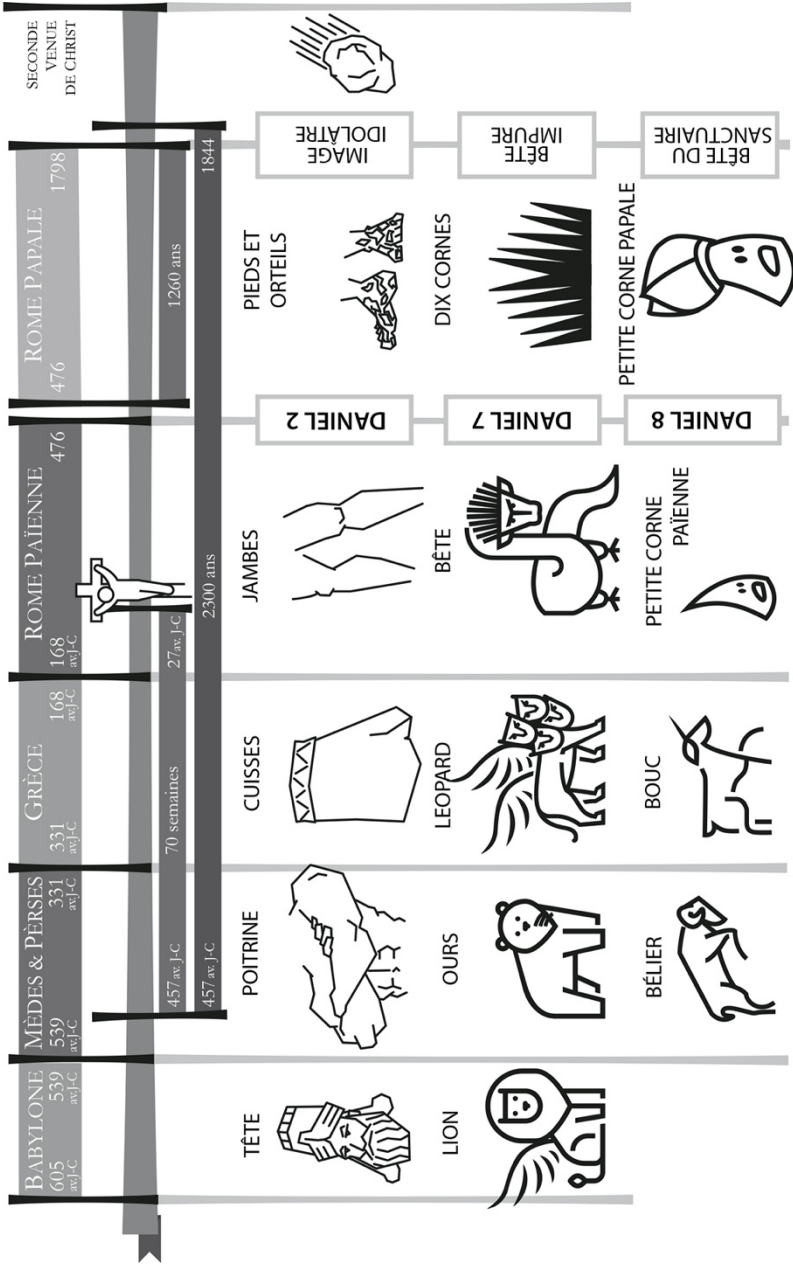 BABYLONE
605
av.J-C
539
av.J-C
MÈDES & PÈRSES
539
av.J-C
331
av.J-C
GRÈCE
331
av.J-C
168
av.J-C
ROME PAÏENNE
168
av.J-C
476
ROME PAPALE
476
1798
SECONDE
VENUE
DE CHRIST
457 av. J-C
70 semaines
27 av. J-C
1260 ans
457 av. J-C
2300 ans
1844
TÊTE
POITRINE
CUISSES
JAMBES
DANIEL 2
PIEDS ET
ORTEILS
IMAGE
IDOLÂTRE
LION
OURS
LEOPARD
BÊTE
DANIEL 7
DIX CORNES
BÊTE
IMPURE
BÉLIER
BOUC
PETITE CORNE
PAÏENNE
DANIEL 8
PETITE CORNE PAPALE
BÊTE DU
SANCTUAIRE